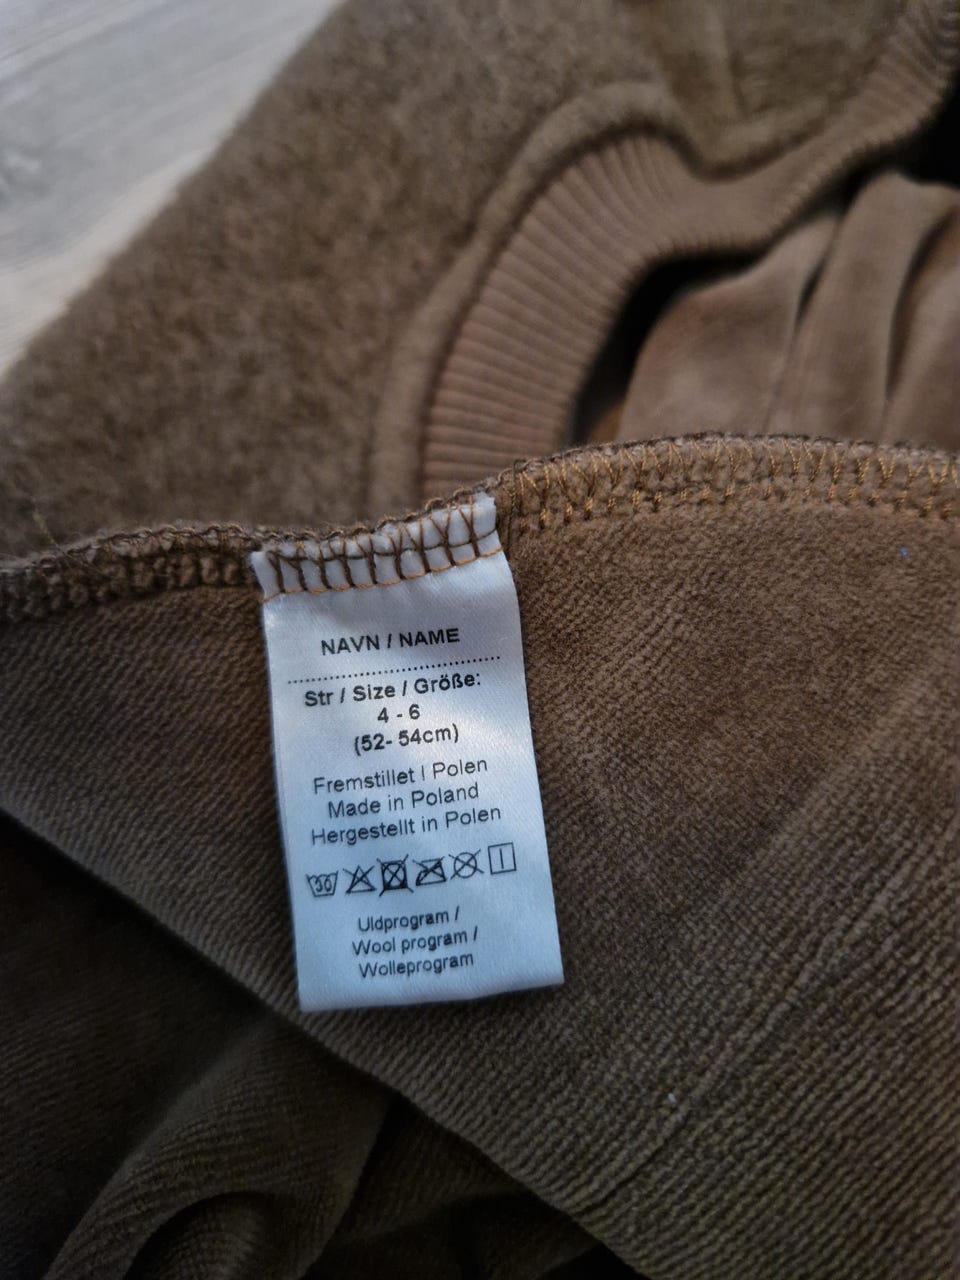 NAVN / NAME
Str / Size / Größe:
4 - 6
(52- 54cm)
Fremstillet I Polen
Made in Poland
Hergestellt in Polen
30
Uldprogram /
Wool program /
Wolleprogram